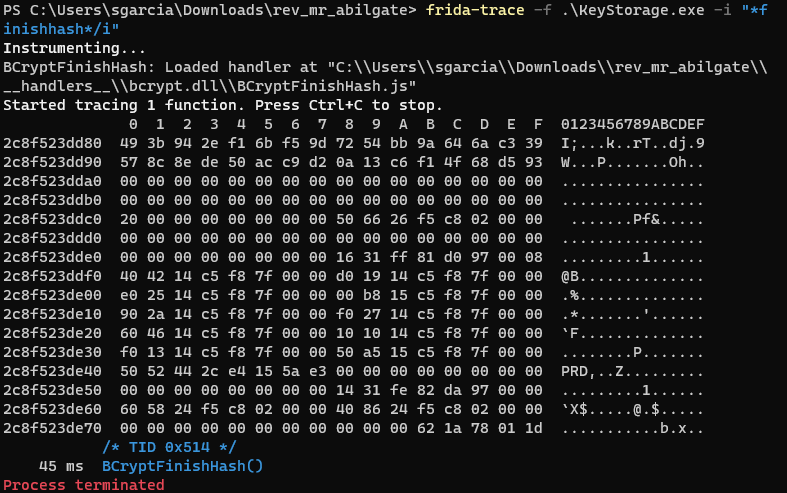 PS C:\Users\sgarcia\Downloads\rev_mr_abilgate> frida-trace -f .\KeyStorage.exe -i "*f
inishhash*/i"
Instrumenting...
BCryptFinishHash: Loaded handler at "C:\\Users\\sgarcia\\Downloads\\rev_mr_abilgate\\
__handlers__\\bcrypt.dll\\BCryptFinishHash.js"
Started tracing 1 function. Press Ctrl+C to stop.
0 1 2 3 4 5 6 7 8 9 A B C D E F 0123456789ABCDEF
2c8f523dd80 49 3b 94 2e f1 6b f5 9d 72 54 bb 9a 64 6a c3 39 I;...k..rT..dj.9
2c8f523dd90 57 8c 8e de 50 ac c9 d2 0a 13 c6 f1 4f 68 d5 93 W...P.......Oh..
2c8f523dda0 00 00 00 00 00 00 00 00 00 00 00 00 00 00 00 00 ................
2c8f523ddb0 00 00 00 00 00 00 00 00 00 00 00 00 00 00 00 00 ................
2c8f523ddc0 20 00 00 00 00 00 00 00 50 66 26 f5 c8 02 00 00  .......Pf&.....
2c8f523ddd0 00 00 00 00 00 00 00 00 00 00 00 00 00 00 00 00 ................
2c8f523dde0 00 00 00 00 00 00 00 00 16 31 ff 81 d0 97 00 08 .........1......
2c8f523ddf0 40 42 14 c5 f8 7f 00 00 d0 19 14 c5 f8 7f 00 00 @B..............
2c8f523de00 e0 25 14 c5 f8 7f 00 00 00 b8 15 c5 f8 7f 00 00 .%..............
2c8f523de10 90 2a 14 c5 f8 7f 00 00 f0 27 14 c5 f8 7f 00 00 .*.......'......
2c8f523de20 60 46 14 c5 f8 7f 00 00 10 10 14 c5 f8 7f 00 00 `F..............
2c8f523de30 f0 13 14 c5 f8 7f 00 00 50 a5 15 c5 f8 7f 00 00 ........P.......
2c8f523de40 50 52 44 2c e4 15 5a e3 00 00 00 00 00 00 00 00 PRD,..Z.........
2c8f523de50 00 00 00 00 00 00 00 00 14 31 fe 82 da 97 00 00 .........1......
2c8f523de60 60 58 24 f5 c8 02 00 00 40 86 24 f5 c8 02 00 00 `X$.....@.$.....
2c8f523de70 00 00 00 00 00 00 00 00 00 00 00 62 1a 78 01 1d ...........b.x..
/* TID 0x514 */
45 ms BCryptFinishHash()
Process terminated